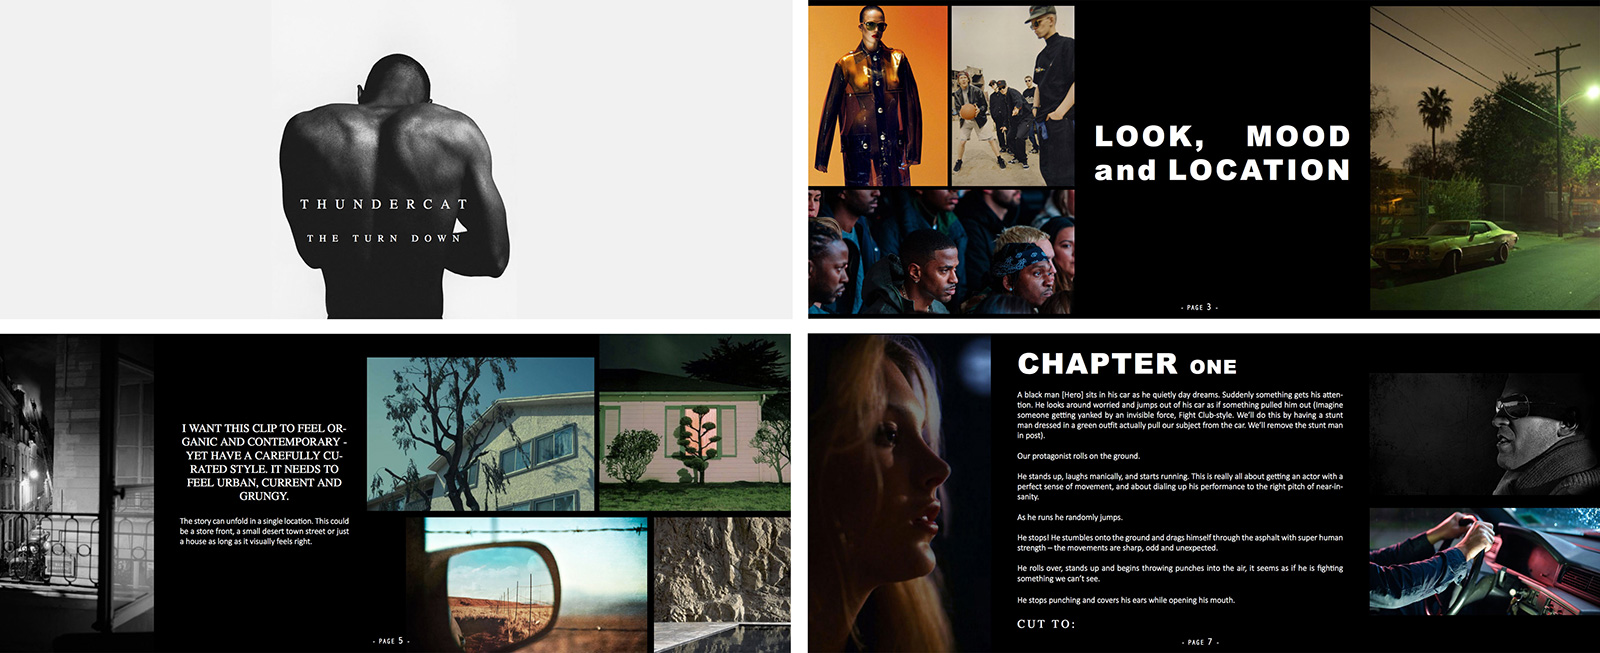 THUNDERCAT
THE TURN DOWN
LOOK, MOOD
and LOCATION
- PAGE 3 -
I WANT THIS CLIP TO FEEL OR-
GANIC AND CONTEMPORARY -
YET HAVE A CAREFULLY CU-
RATED STYLE. IT NEEDS TO
FEEL URBAN, CURRENT AND
GRUNGY.
The story can unfold in a single location. This could
be a store front, a small desert town street or just
a house as long as it visually feels right.
- PAGE 5 -
CHAPTER ONE
A black man [Hero] sits in his car as he quietly day dreams. Suddenly something gets his atten-
tion. He looks around worried and jumps out of his car as if something pulled him out (Imagine
someone getting yanked by an invisible force, Fight Club-style. We'll do this by having a stunt
man dressed in a green outfit actually pull our subject from the car. We'll remove the stunt man
in post).
Our protagonist rolls on the ground.
He stands up, laughs manically, and starts running. This is really all about getting an actor with a
perfect sense of movement, and about dialing up his performance to the right pitch of near-in-
sanity.
As he runs he randomly jumps.
He stops! He stumbles onto the ground and drags himself through the asphalt with super human
strength – the movements are sharp, odd and unexpected.
He rolls over, stands up and begins throwing punches into the air, it seems as if he is fighting
something we can't see.
He stops punching and covers his ears while opening his mouth.
CUT TO:
- PAGE 7 -